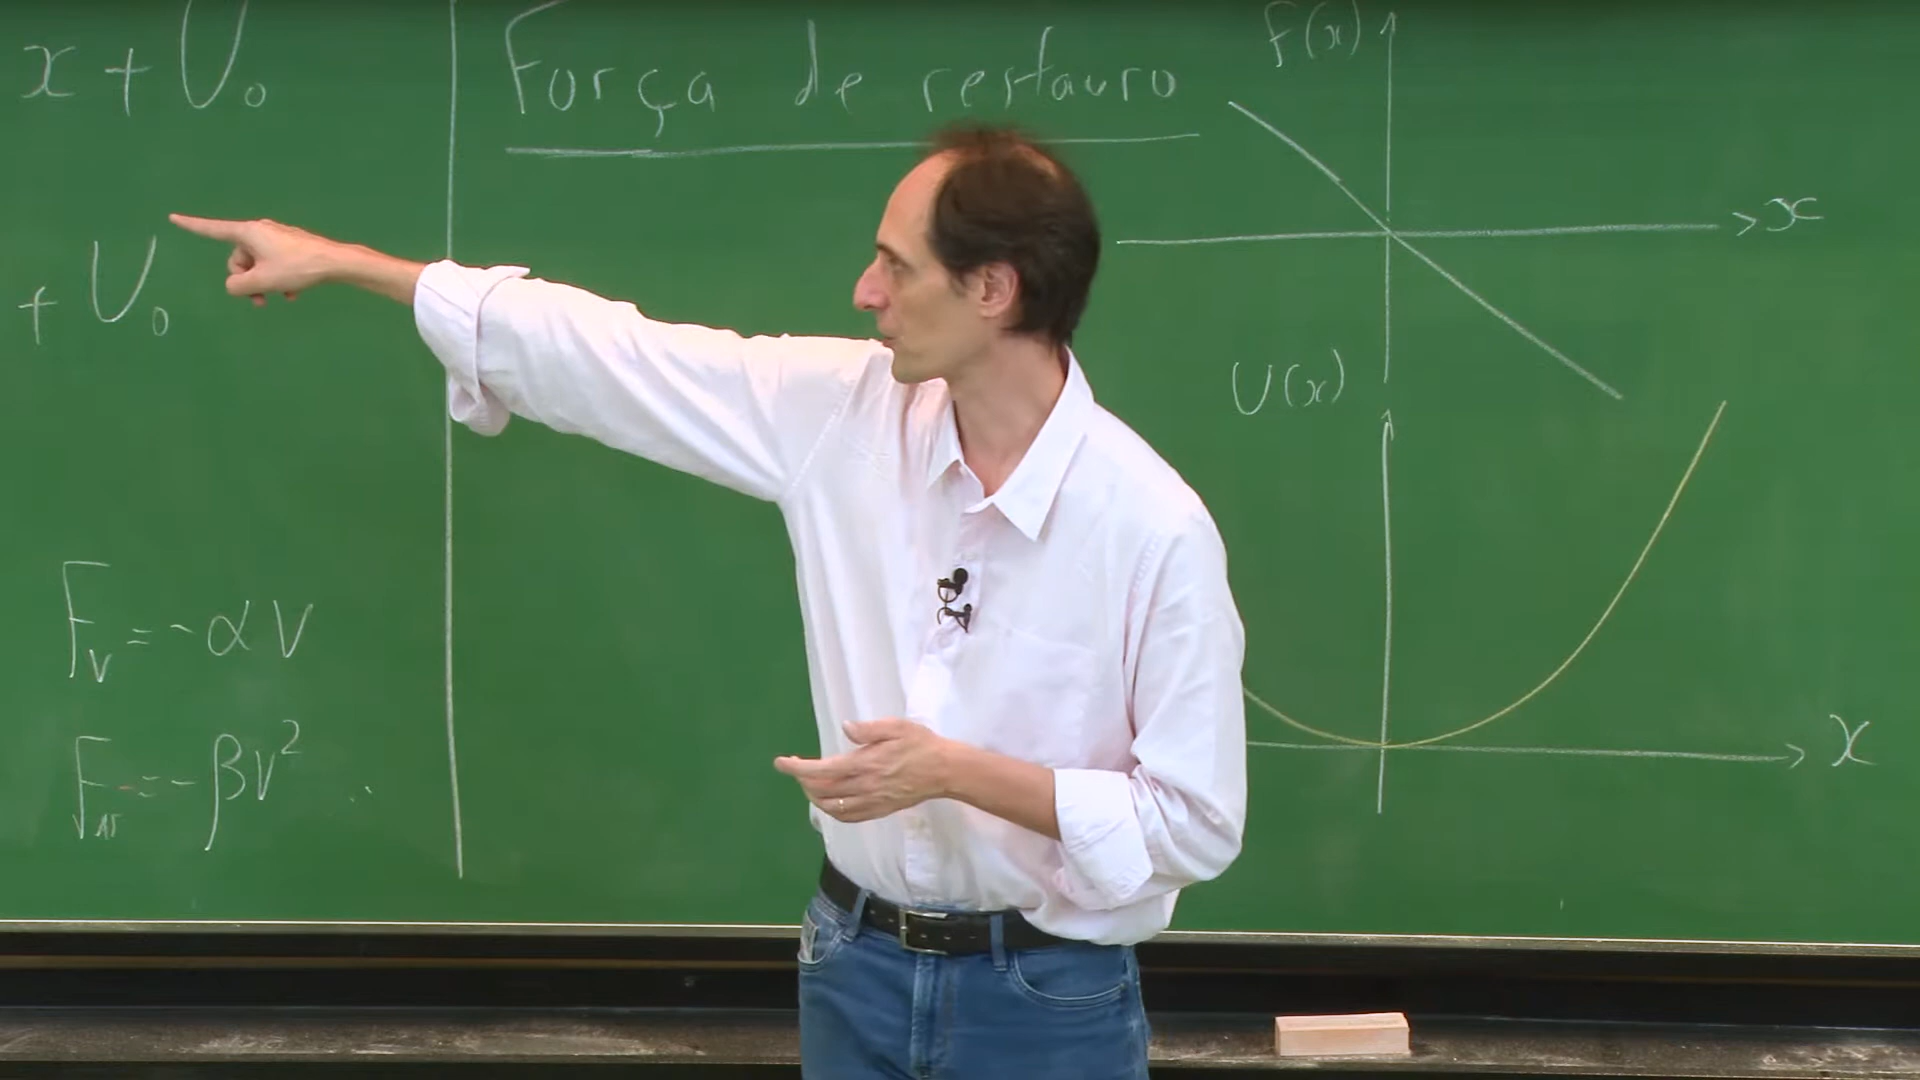 x + U₀
+ U₀
F_V = -αV
F_Ar = -βV²
Força de restauro
F(x)
x
U(x)
x